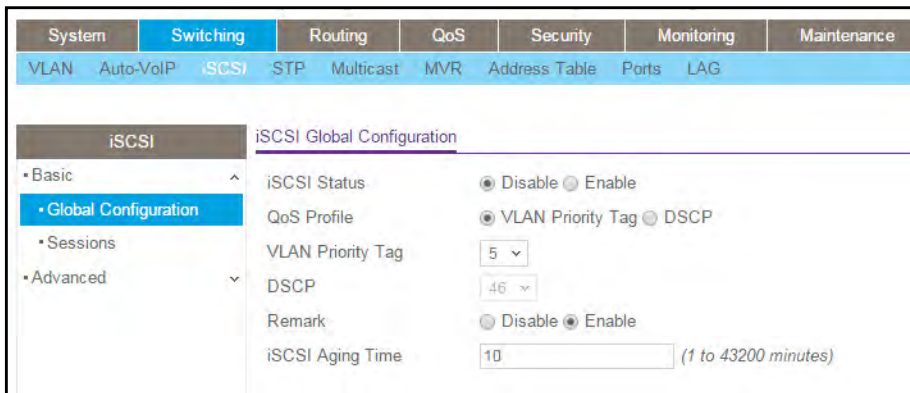 System Switching Routing QoS Security Monitoring Maintenance
VLAN Auto-VoIP iSCSI STP Multicast MVR Address Table Ports LAG
iSCSI
Basic
Global Configuration
Sessions
Advanced
iSCSI Global Configuration
iSCSI Status Disable Enable
QoS Profile VLAN Priority Tag DSCP
VLAN Priority Tag 5
DSCP 46
Remark Disable Enable
iSCSI Aging Time 10 (1 to 43200 minutes)